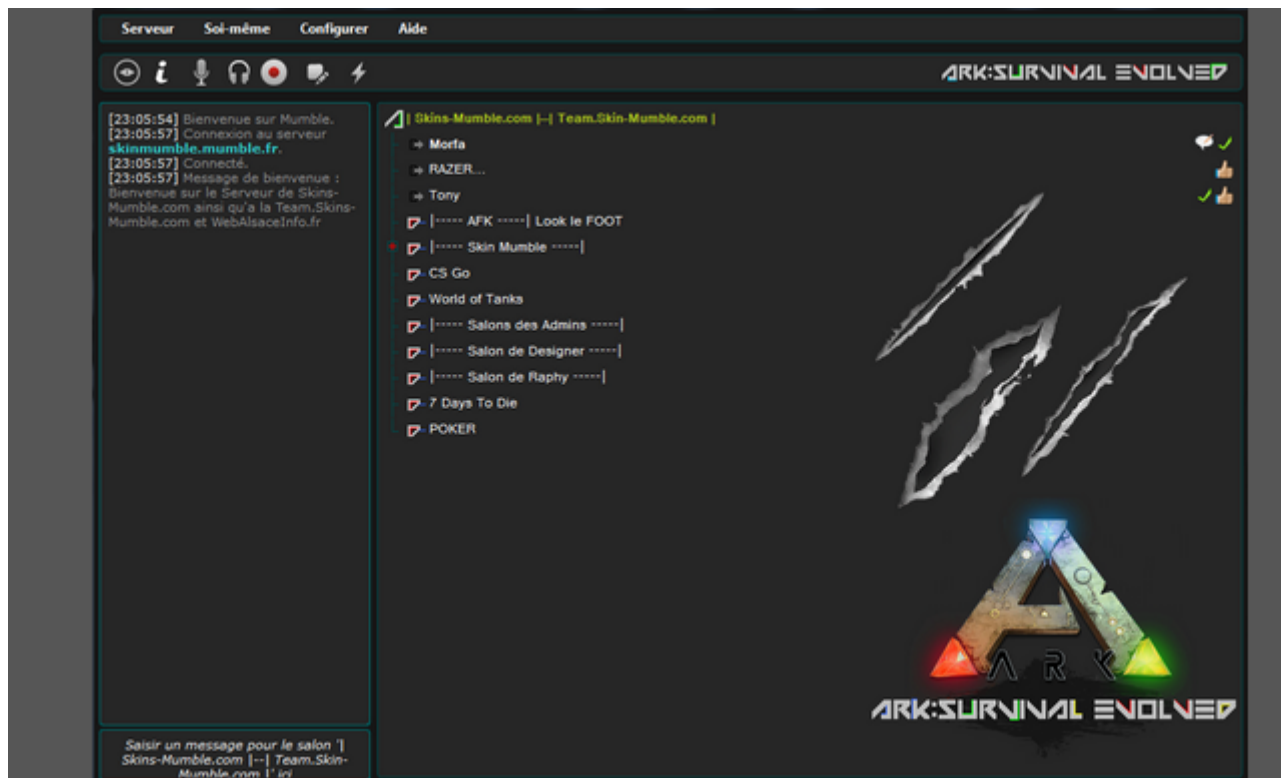 Serveur Soi-même Configurer Aide
ARK:SURVIVAL EVOLVED
[23:05:54] Bienvenue sur Mumble.
[23:05:57] Connexion au serveur
skinmumble.mumble.fr.
[23:05:57] Connecté.
[23:05:57] Message de bienvenue :
Bienvenue sur le Serveur de Skins-
Mumble.com ainsi qu'a la Team.Skins-
Mumble.com et WebAlsaceInfo.fr
| Skins-Mumble.com |--| Team.Skin-Mumble.com |
Morfa
RAZER...
Tony
|----- AFK -----| Look le FOOT
|----- Skin Mumble -----|
CS Go
World of Tanks
|----- Salons des Admins -----|
|----- Salon de Designer -----|
|----- Salon de Raphy -----|
7 Days To Die
POKER
ARK
ARK:SURVIVAL EVOLVED
Saisir un message pour le salon '|
Skins-Mumble.com |--| Team.Skin-
Mumble.com |' ici